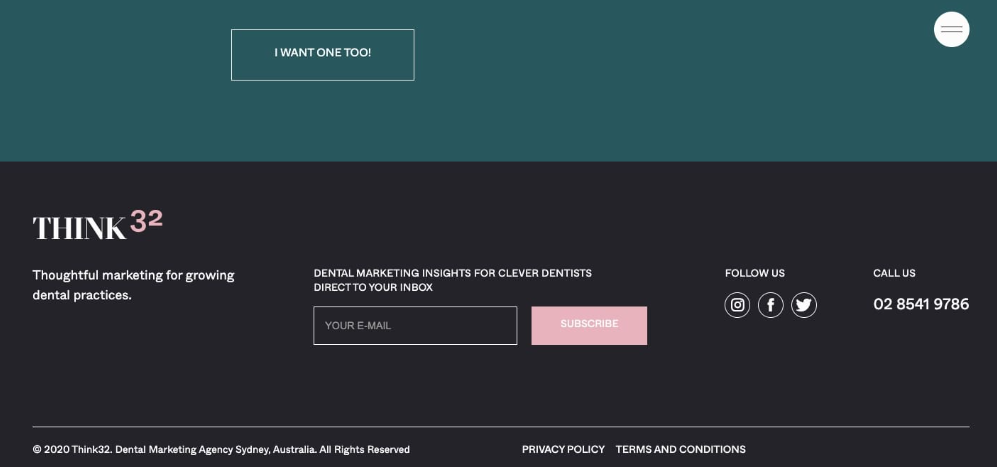 I WANT ONE TOO!
THINK 32
Thoughtful marketing for growing
dental practices.
DENTAL MARKETING INSIGHTS FOR CLEVER DENTISTS
DIRECT TO YOUR INBOX
YOUR E-MAIL
SUBSCRIBE
FOLLOW US
CALL US
02 8541 9786
© 2020 Think32. Dental Marketing Agency Sydney, Australia. All Rights Reserved
PRIVACY POLICY
TERMS AND CONDITIONS